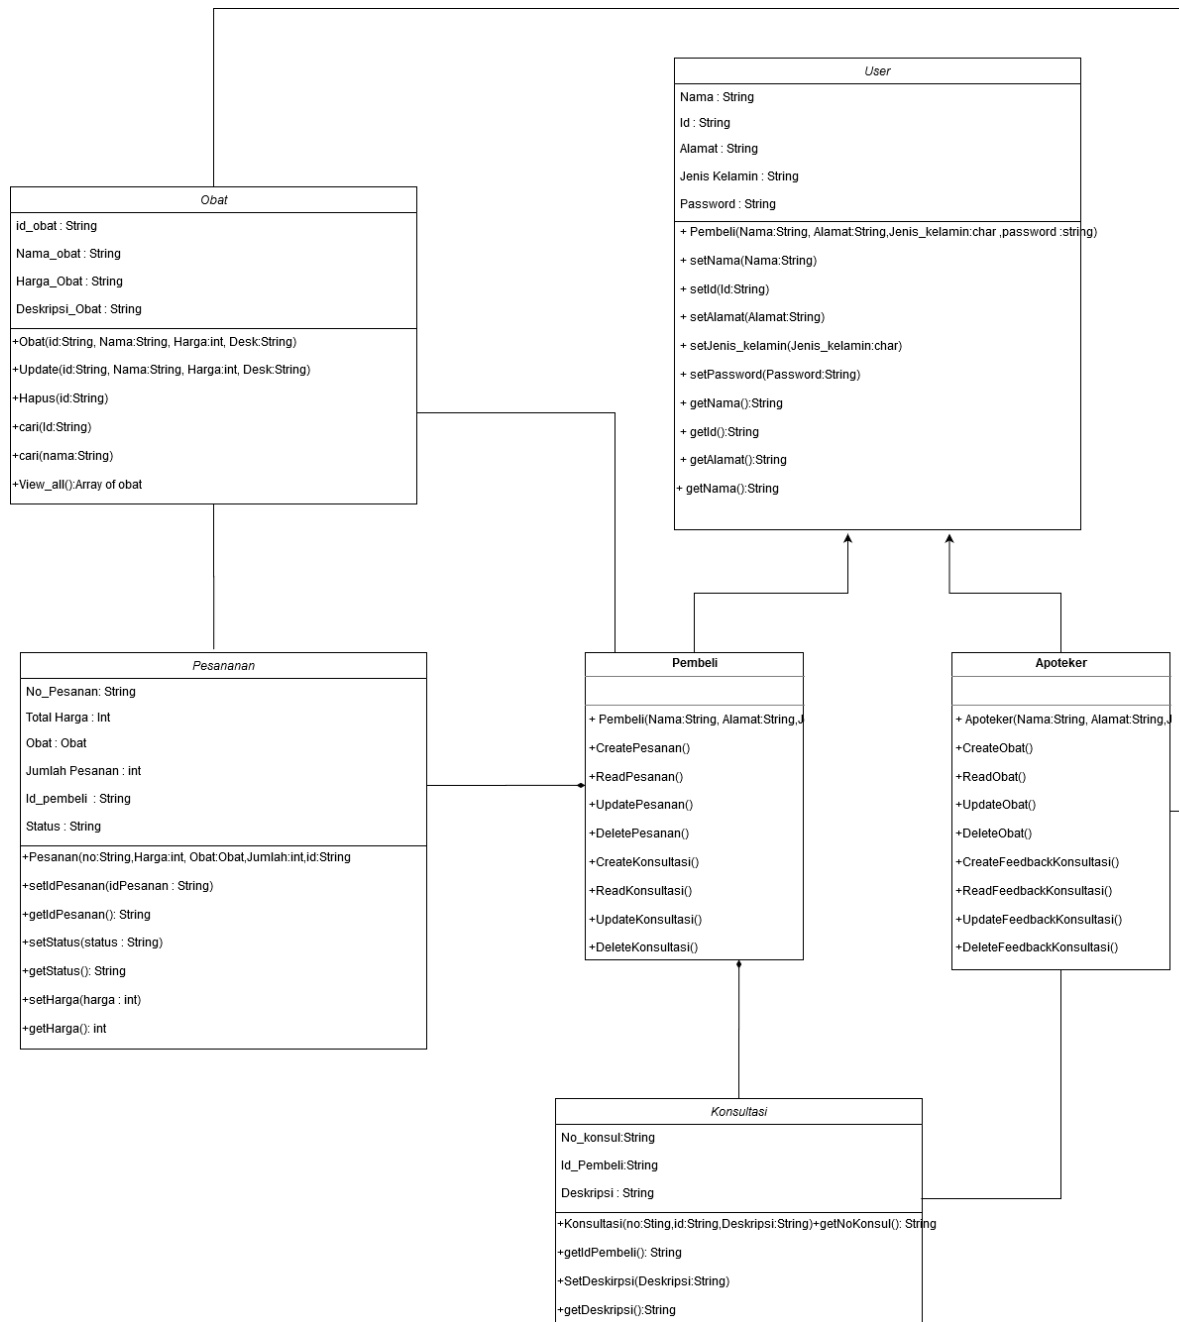 User
Nama : String
Id : String
Alamat : String
Jenis Kelamin : String
Password : String
+ Pembeli(Nama:String, Alamat:String,Jenis_kelamin:char ,password :string)
+ setNama(Nama:String)
+ setId(Id:String)
+ setAlamat(Alamat:String)
+ setJenis_kelamin(Jenis_kelamin:char)
+ setPassword(Password:String)
+ getNama():String
+ getId():String
+ getAlamat():String
+ getNama():String
Obat
id_obat : String
Nama_obat : String
Harga_Obat : String
Deskripsi_Obat : String
+Obat(id:String, Nama:String, Harga:int, Desk:String)
+Update(id:String, Nama:String, Harga:int, Desk:String)
+Hapus(id:String)
+cari(Id:String)
+cari(nama:String)
+View_all():Array of obat
Pesananan
No_Pesanan: String
Total Harga : Int
Obat : Obat
Jumlah Pesanan : int
Id_pembeli : String
Status : String
+Pesanan(no:String,Harga:int, Obat:Obat,Jumlah:int,id:String
+setIdPesanan(idPesanan : String)
+getIdPesanan(): String
+setStatus(status : String)
+getStatus(): String
+setHarga(harga : int)
+getHarga(): int
Pembeli
+ Pembeli(Nama:String, Alamat:String,J
+CreatePesanan()
+ReadPesanan()
+UpdatePesanan()
+DeletePesanan()
+CreateKonsultasi()
+ReadKonsultasi()
+UpdateKonsultasi()
+DeleteKonsultasi()
Apoteker
+ Apoteker(Nama:String, Alamat:String,J
+CreateObat()
+ReadObat()
+UpdateObat()
+DeleteObat()
+CreateFeedbackKonsultasi()
+ReadFeedbackKonsultasi()
+UpdateFeedbackKonsultasi()
+DeleteFeedbackKonsultasi()
Konsultasi
No_konsul:String
Id_Pembeli:String
Deskripsi : String
+Konsultasi(no:Sting,id:String,Deskripsi:String)+getNoKonsul(): String
+getIdPembeli(): String
+SetDeskirpsi(Deskripsi:String)
+getDeskripsi():String